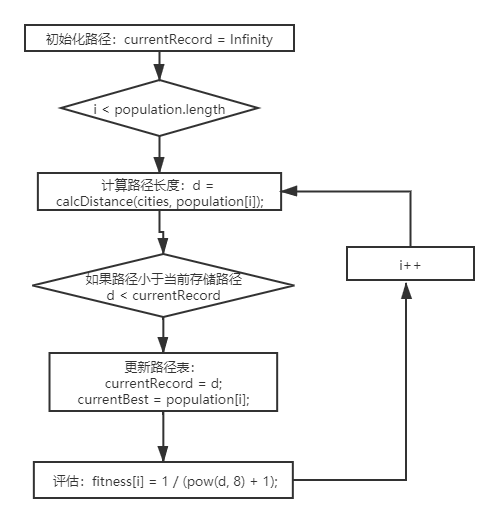 初始化路径：currentRecord = Infinity
i < population.length
计算路径长度：d =
calcDistance(cities, population[i]);
如果路径小于当前存储路径
d < currentRecord
i++
更新路径表：
currentRecord = d;
currentBest = population[i];
评估：fitness[i] = 1 / (pow(d, 8) + 1);